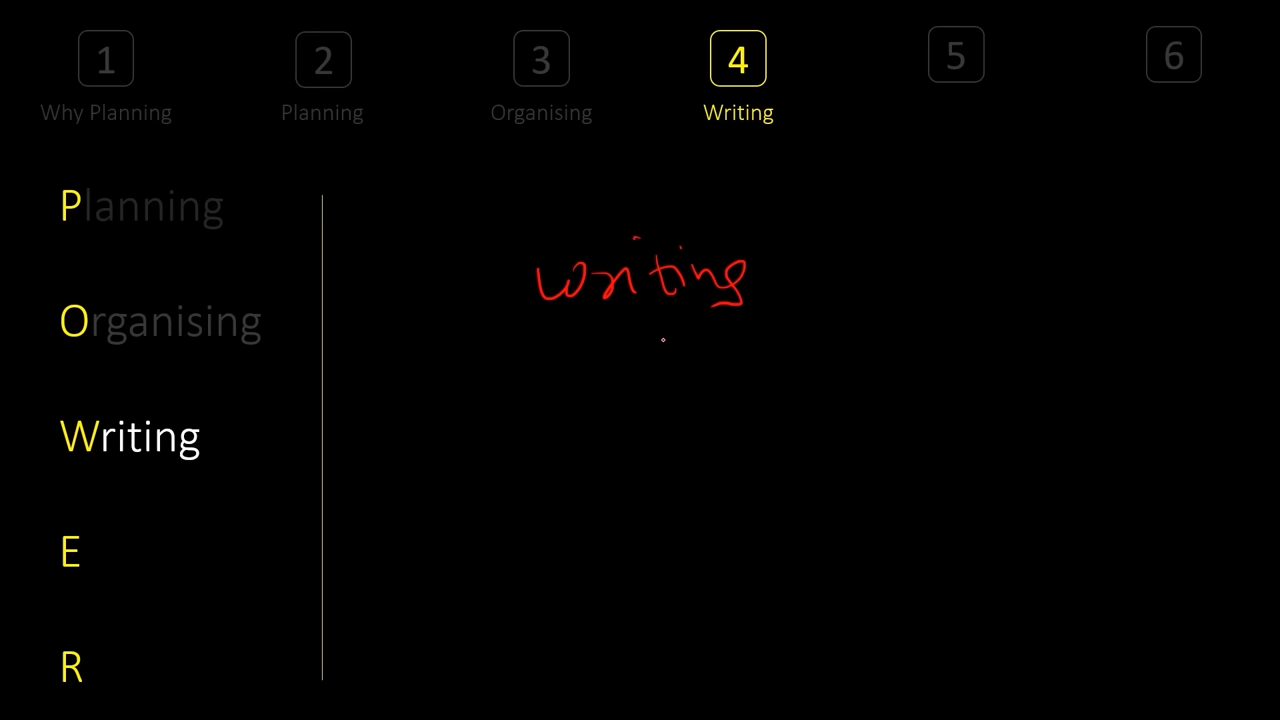 1 2 3 4 5 6
Why Planning Planning Organising Writing
Planning
Organising
writing
Writing
E
R